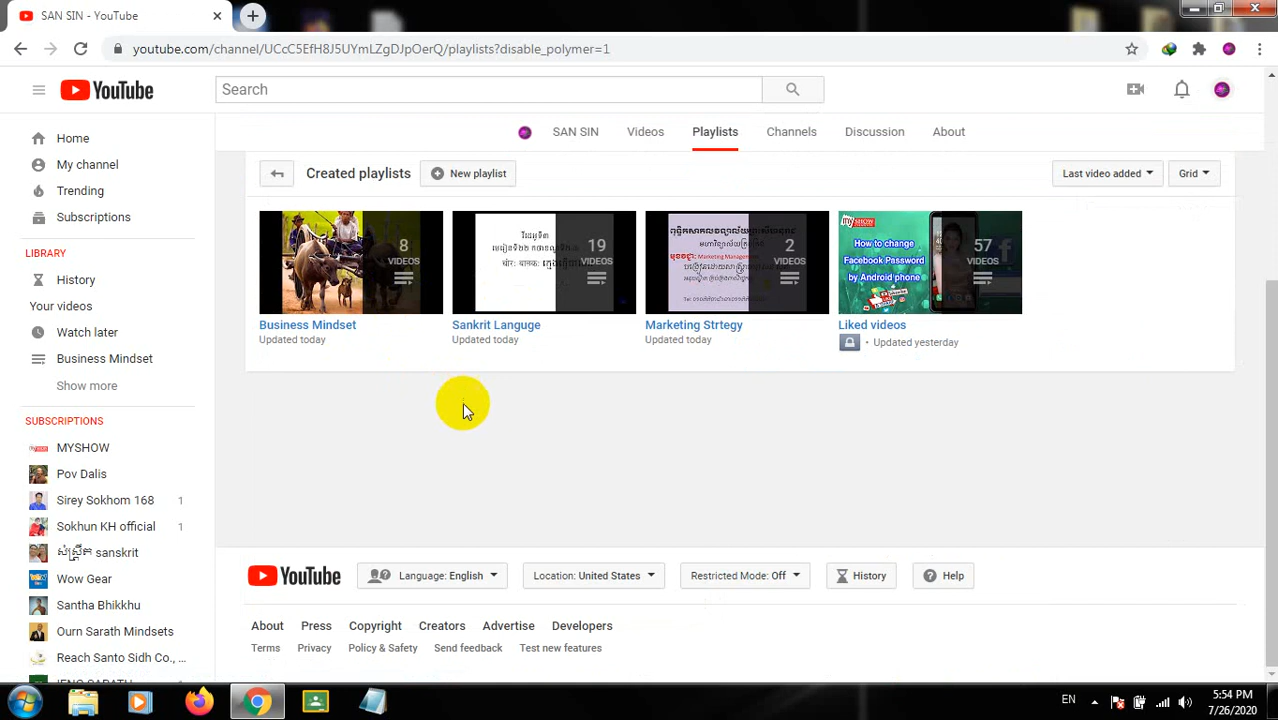 SAN SIN - YouTube
youtube.com/channel/UCcC5EfH8J5UYmLZgDJpOerQ/playlists?disable_polymer=1
YouTube
Search
Home
My channel
Trending
Subscriptions
LIBRARY
History
Your videos
Watch later
Business Mindset
Show more
SUBSCRIPTIONS
MYSHOW
Pov Dalis
Sirey Sokhom 168 1
Sokhun KH official 1
សំស្ក្រឹត sanskrit
Wow Gear
Santha Bhikkhu
Ourn Sarath Mindsets
Reach Santo Sidh Co., ...
IENG SARATH
SAN SIN Videos Playlists Channels Discussion About
Created playlists New playlist Last video added Grid
8 VIDEOS
19 VIDEOS
Marketing Management
2 VIDEOS
MYSHOW
How to change
Facebook Password
by Android phone
57 VIDEOS
Business Mindset
Updated today
Sankrit Languge
Updated today
Marketing Strtegy
Updated today
Liked videos
• Updated yesterday
YouTube Language: English Location: United States Restricted Mode: Off History Help
About Press Copyright Creators Advertise Developers
Terms Privacy Policy & Safety Send feedback Test new features
EN
5:54 PM
7/26/2020